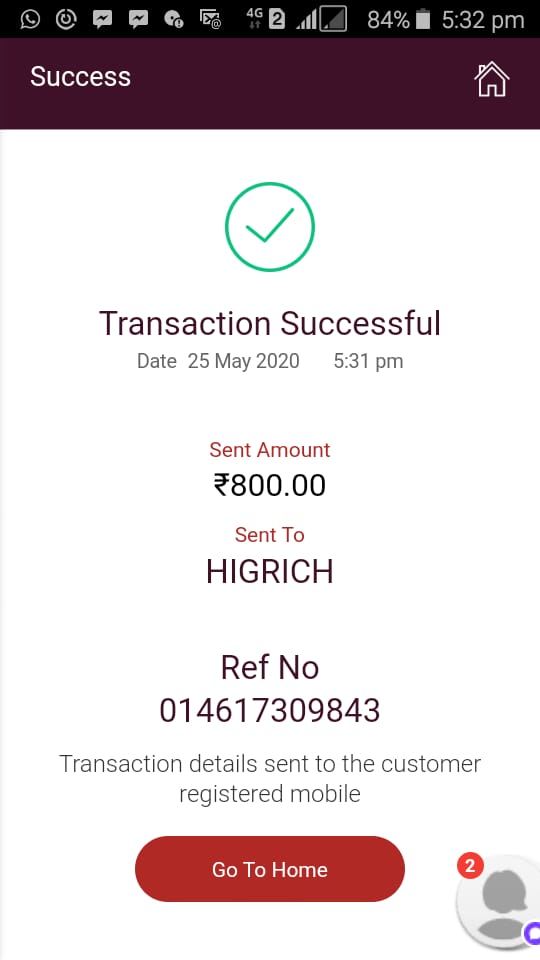 4G 2 84% 5:32 pm
Success
Transaction Successful
Date 25 May 2020 5:31 pm
Sent Amount
₹800.00
Sent To
HIGRICH
Ref No
014617309843
Transaction details sent to the customer
registered mobile
Go To Home
2